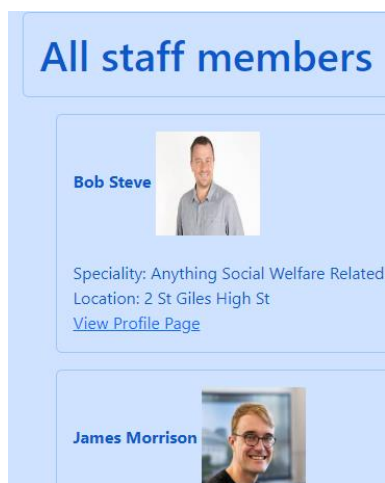 All staff members
Bob Steve
Speciality: Anything Social Welfare Related
Location: 2 St Giles High St
View Profile Page
James Morrison